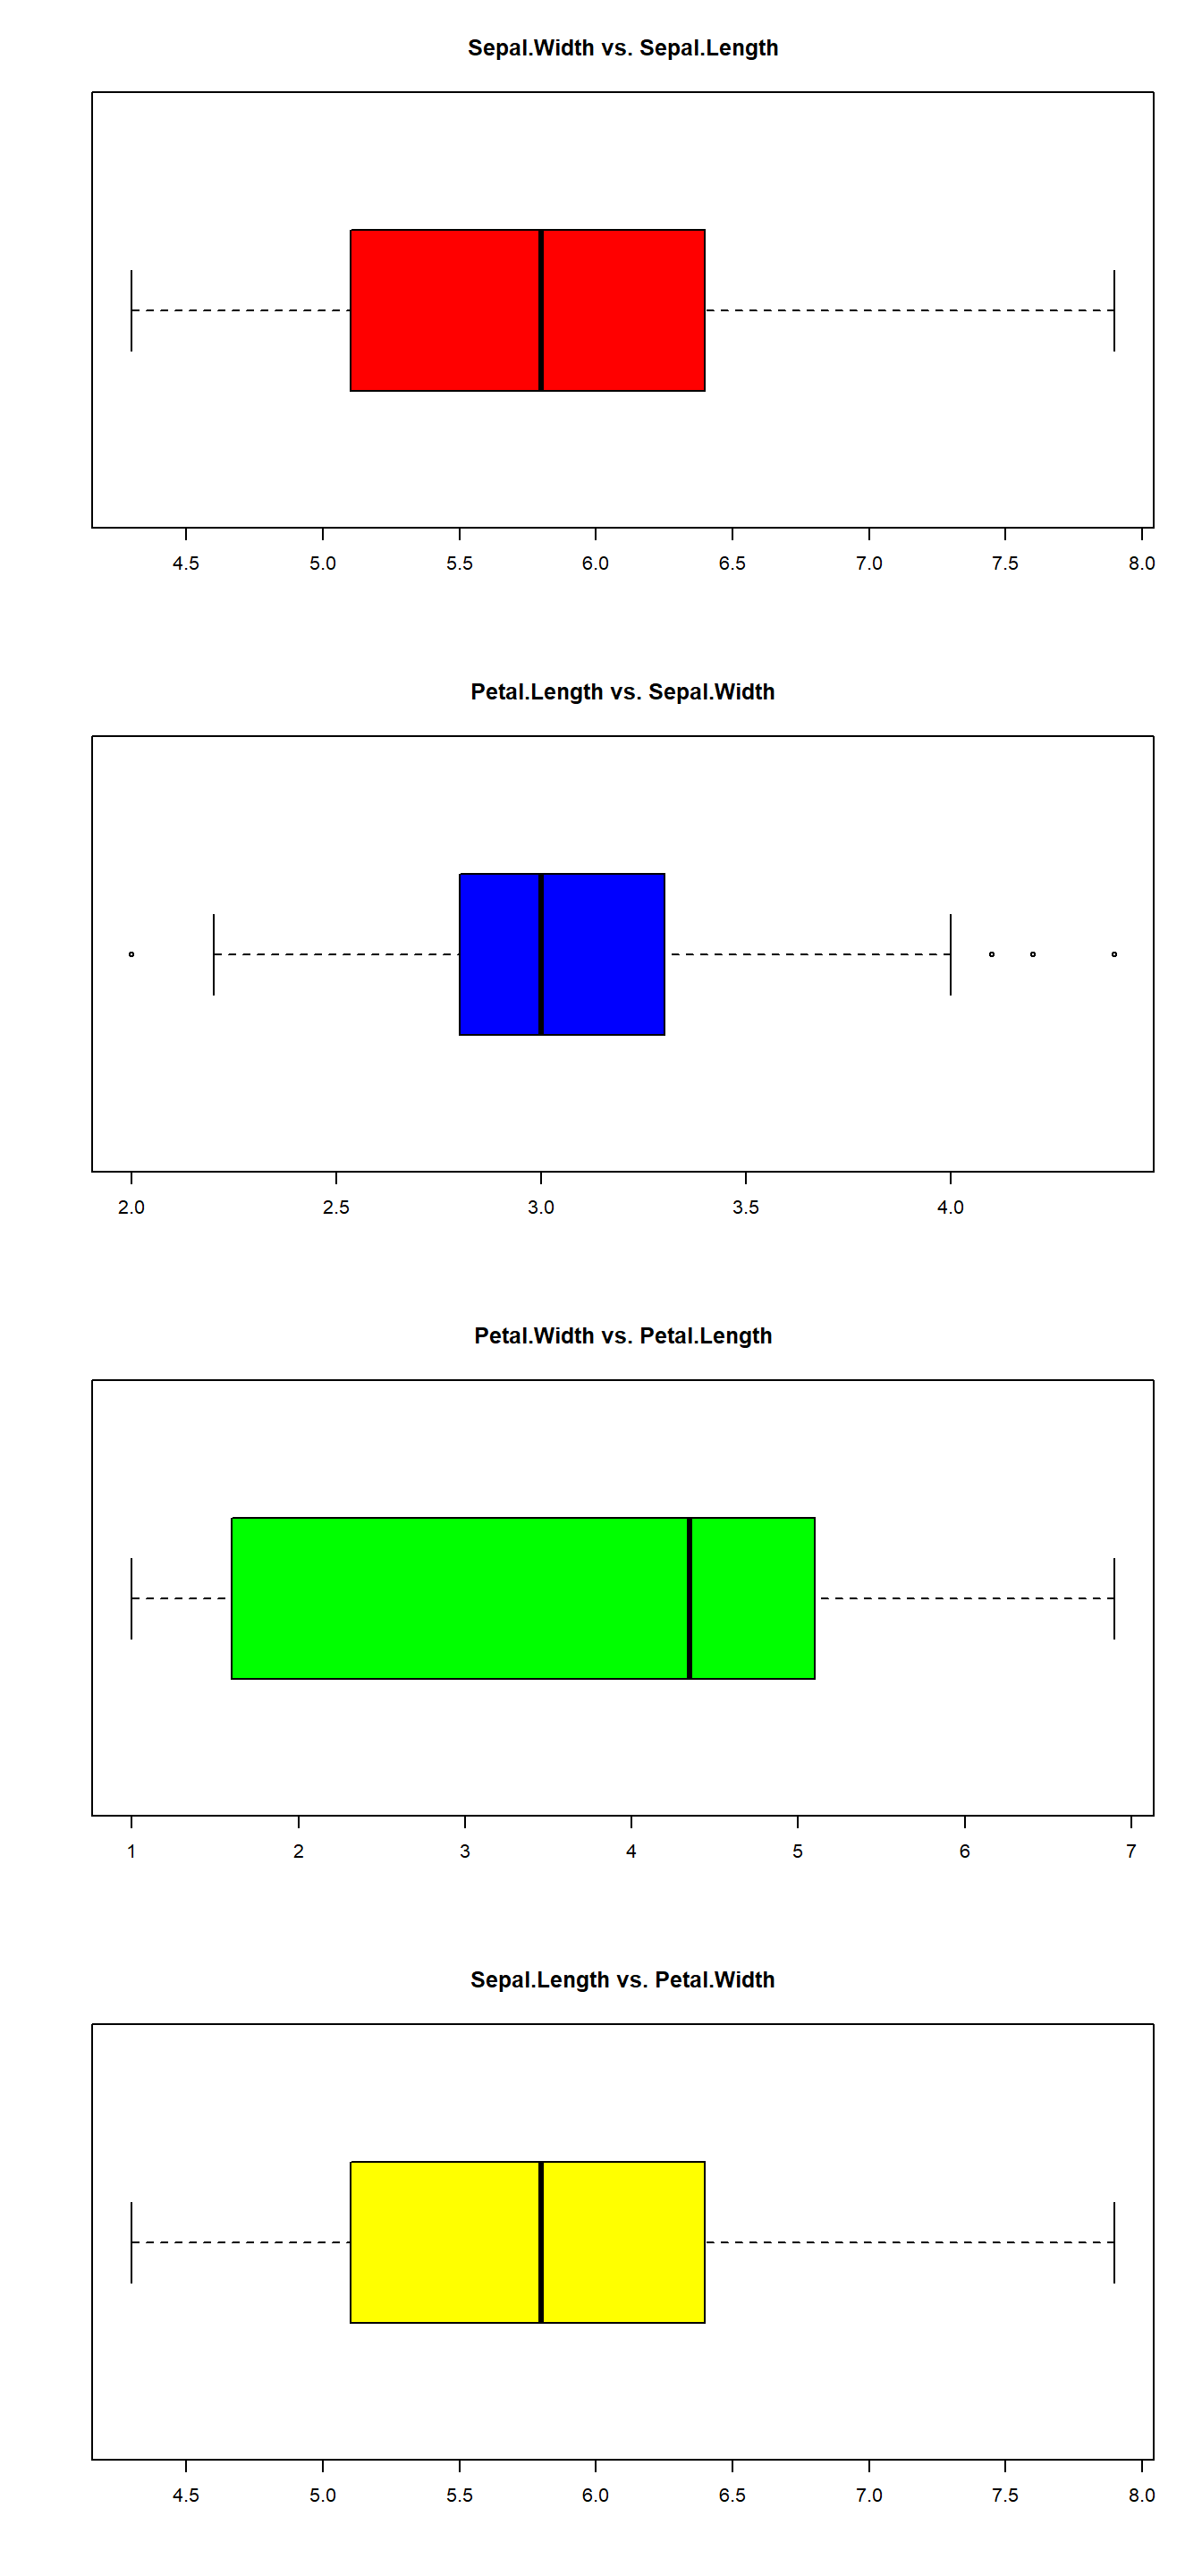 Sepal.Width vs. Sepal.Length
4.5 5.0 5.5 6.0 6.5 7.0 7.5 8.0
Petal.Length vs. Sepal.Width
2.0 2.5 3.0 3.5 4.0
Petal.Width vs. Petal.Length
1 2 3 4 5 6 7
Sepal.Length vs. Petal.Width
4.5 5.0 5.5 6.0 6.5 7.0 7.5 8.0